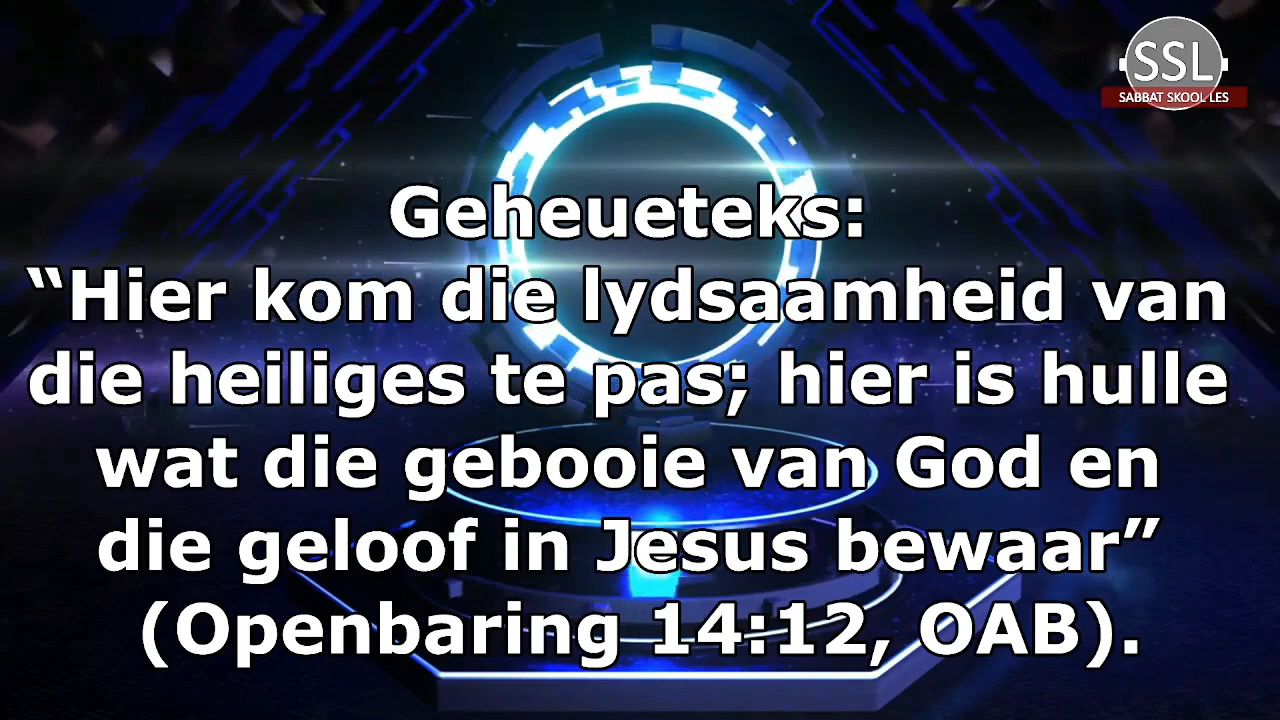 SSL
SABBAT SKOOL LES
Geheueteks:
“Hier kom die lydsaamheid van
die heiliges te pas; hier is hulle
wat die gebooie van God en
die geloof in Jesus bewaar”
(Openbaring 14:12, OAB).